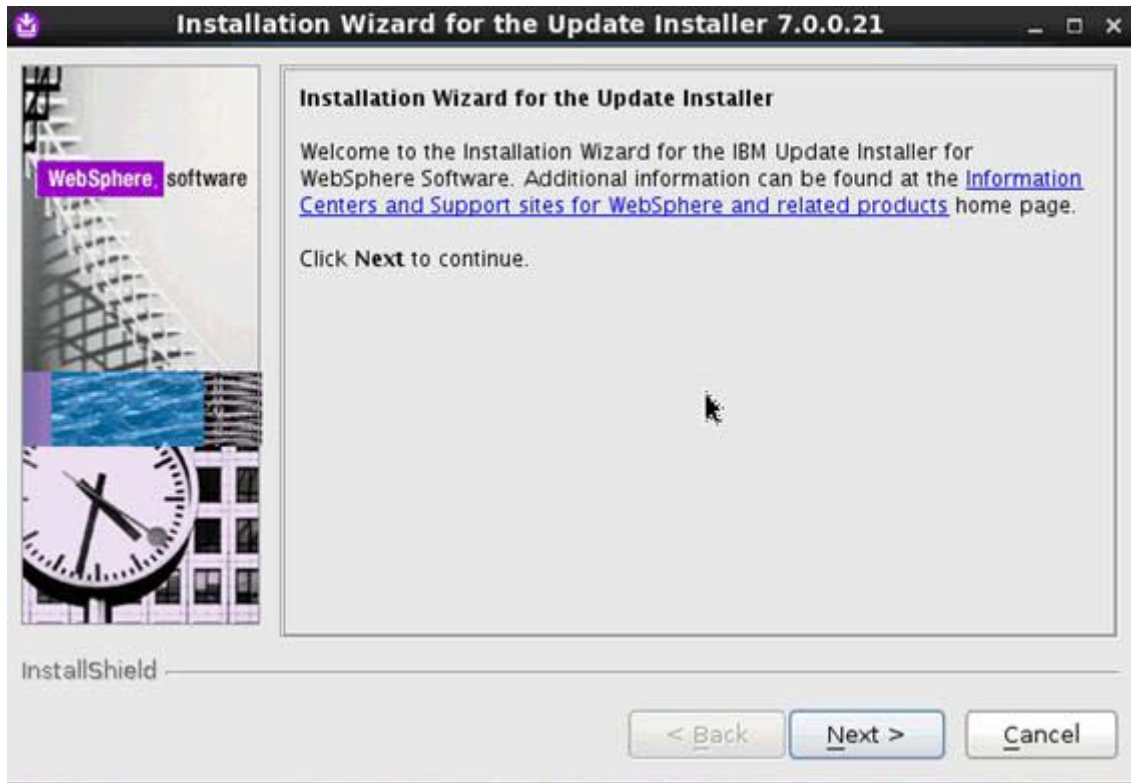 Installation Wizard for the Update Installer 7.0.0.21
WebSphere. software
Installation Wizard for the Update Installer
Welcome to the Installation Wizard for the IBM Update Installer for
WebSphere Software. Additional information can be found at the Information
Centers and Support sites for WebSphere and related products home page.
Click Next to continue.
InstallShield
< Back
Next >
Cancel